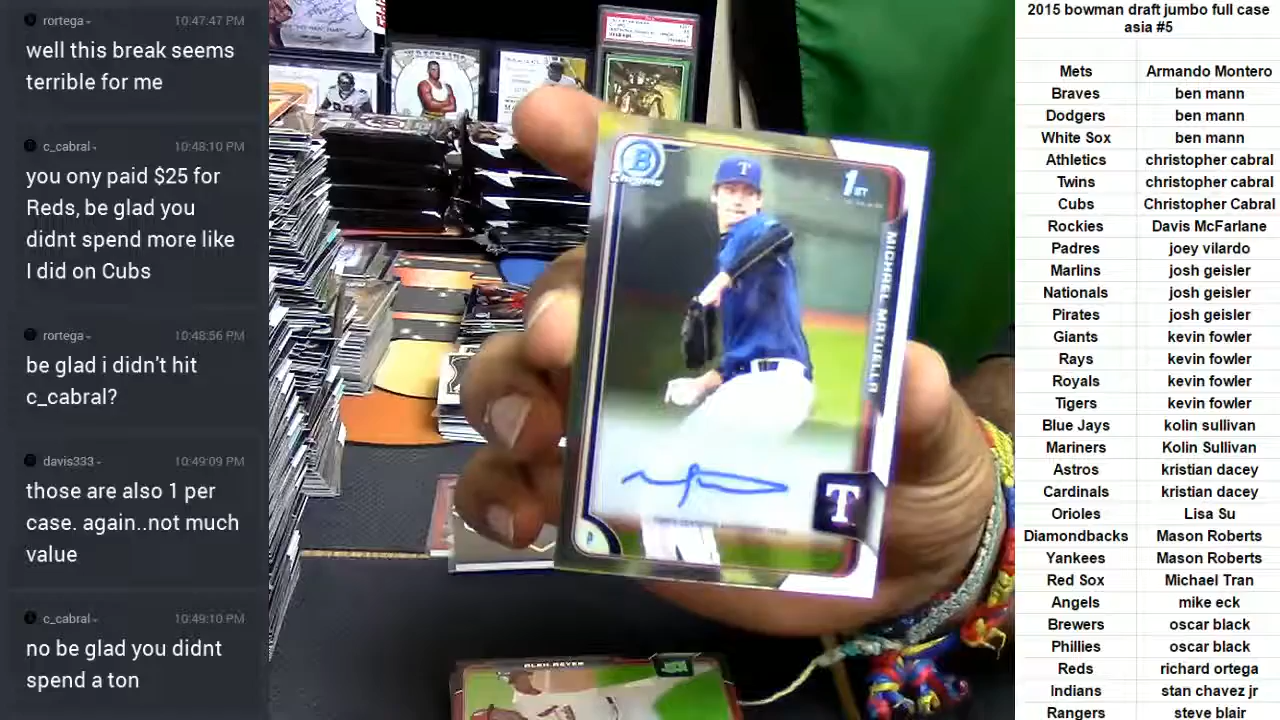 rortega 10:47:47 PM
well this break seems
terrible for me
c_cabral 10:48:10 PM
you ony paid $25 for
Reds, be glad you
didnt spend more like
I did on Cubs
rortega 10:48:56 PM
be glad i didn't hit
c_cabral?
davis333 10:49:09 PM
those are also 1 per
case. again..not much
value
c_cabral 10:49:10 PM
no be glad you didnt
spend a ton
B
Chrome
1ST
T
MICHAEL MATUELLA
T
P
2015 bowman draft jumbo full case
asia #5
Mets Armando Montero
Braves ben mann
Dodgers ben mann
White Sox ben mann
Athletics christopher cabral
Twins christopher cabral
Cubs Christopher Cabral
Rockies Davis McFarlane
Padres joey vilardo
Marlins josh geisler
Nationals josh geisler
Pirates josh geisler
Giants kevin fowler
Rays kevin fowler
Royals kevin fowler
Tigers kevin fowler
Blue Jays kolin sullivan
Mariners Kolin Sullivan
Astros kristian dacey
Cardinals kristian dacey
Orioles Lisa Su
Diamondbacks Mason Roberts
Yankees Mason Roberts
Red Sox Michael Tran
Angels mike eck
Brewers oscar black
Phillies oscar black
Reds richard ortega
Indians stan chavez jr
Rangers steve blair